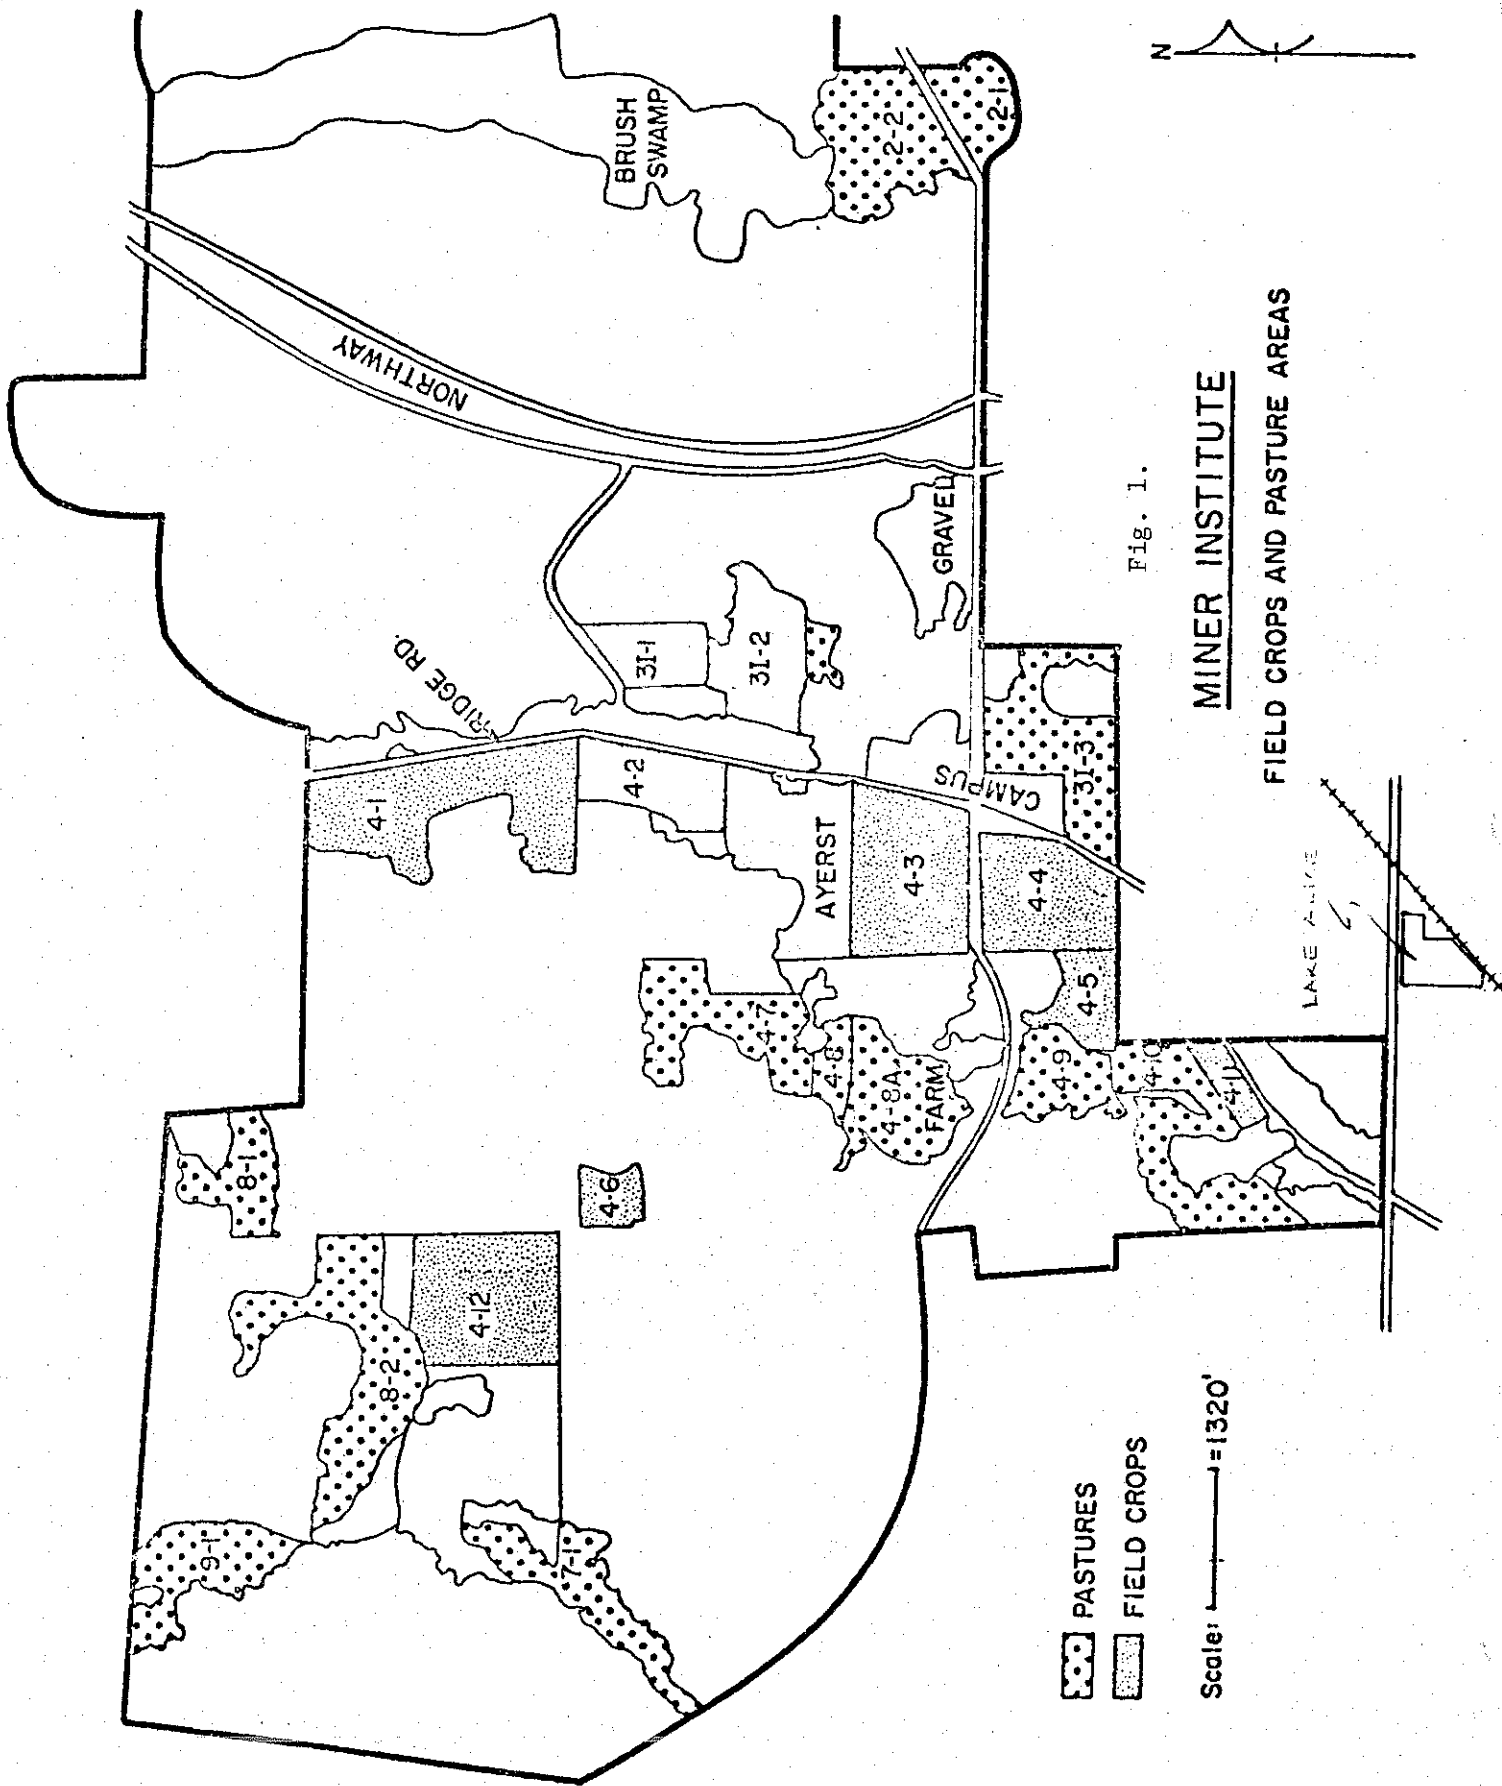 N
BRUSH
SWAMP
2-2
2-1
NORTHWAY
RIDGE RD.
GRAVEL
31-1
31-2
31-3
4-1
4-2
CAMPUS
AYERST
4-3
4-4
4-5
4-7
4-8
4-8A
FARM
4-9
4-10
4-11
4-6
8-1
4-12
8-2
9-1
7-1
LAKE ALICE
Fig. 1.
MINER INSTITUTE
FIELD CROPS AND PASTURE AREAS
PASTURES
FIELD CROPS
Scale: =1320'